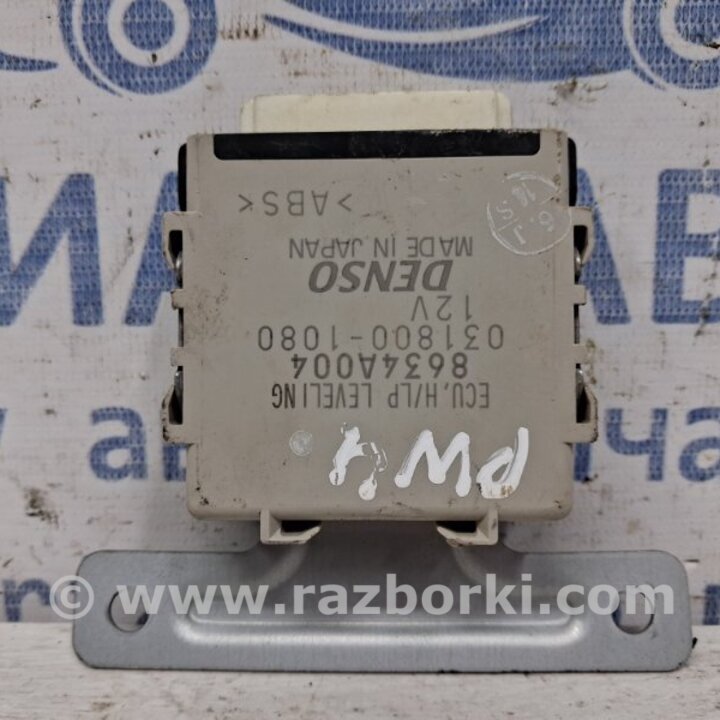 ECU, H/LP LEVELING
8634A004
031800-1080
12V
DENSO
MADE IN JAPAN
>ABS<
PW4
© www.razborki.com